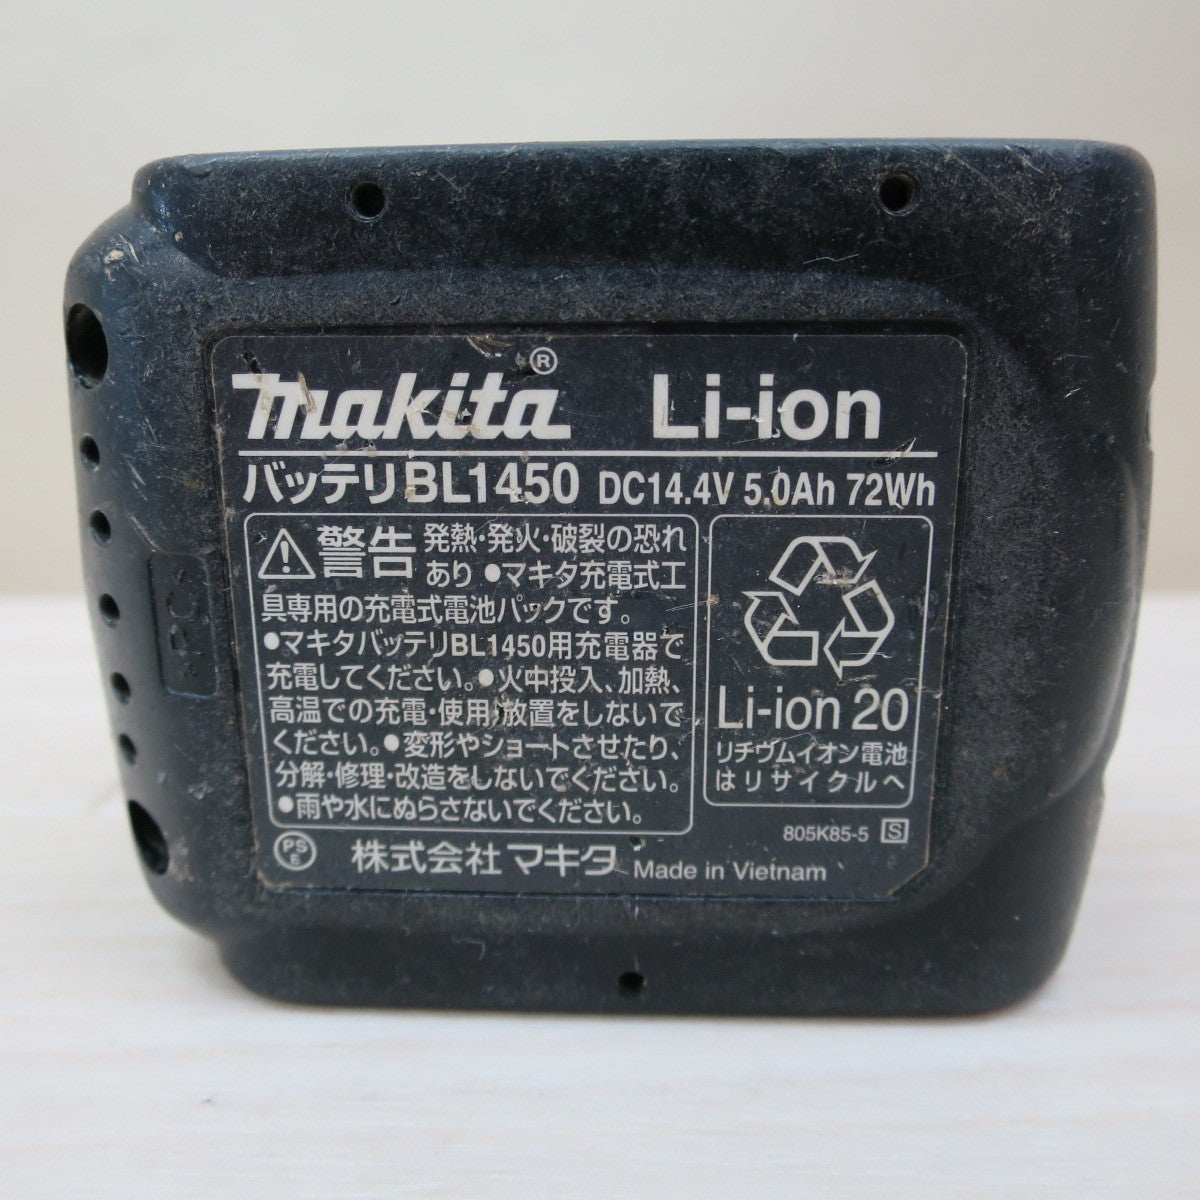 makita® Li-ion
バッテリBL1450 DC14.4V 5.0Ah 72Wh
警告 発熱・発火・破裂の恐れ
あり ●マキタ充電式工
具専用の充電式電池パックです。
●マキタバッテリBL1450用充電器で
充電してください。●火中投入、加熱、
高温での充電・使用・放置をしないで
ください。●変形やショートさせたり、
分解・修理・改造をしないでください。
●雨や水にぬらさないでください。
Li-ion 20
リチウムイオン電池
はリサイクルへ
805K85-5 S
PS
E
株式会社マキタ Made in Vietnam